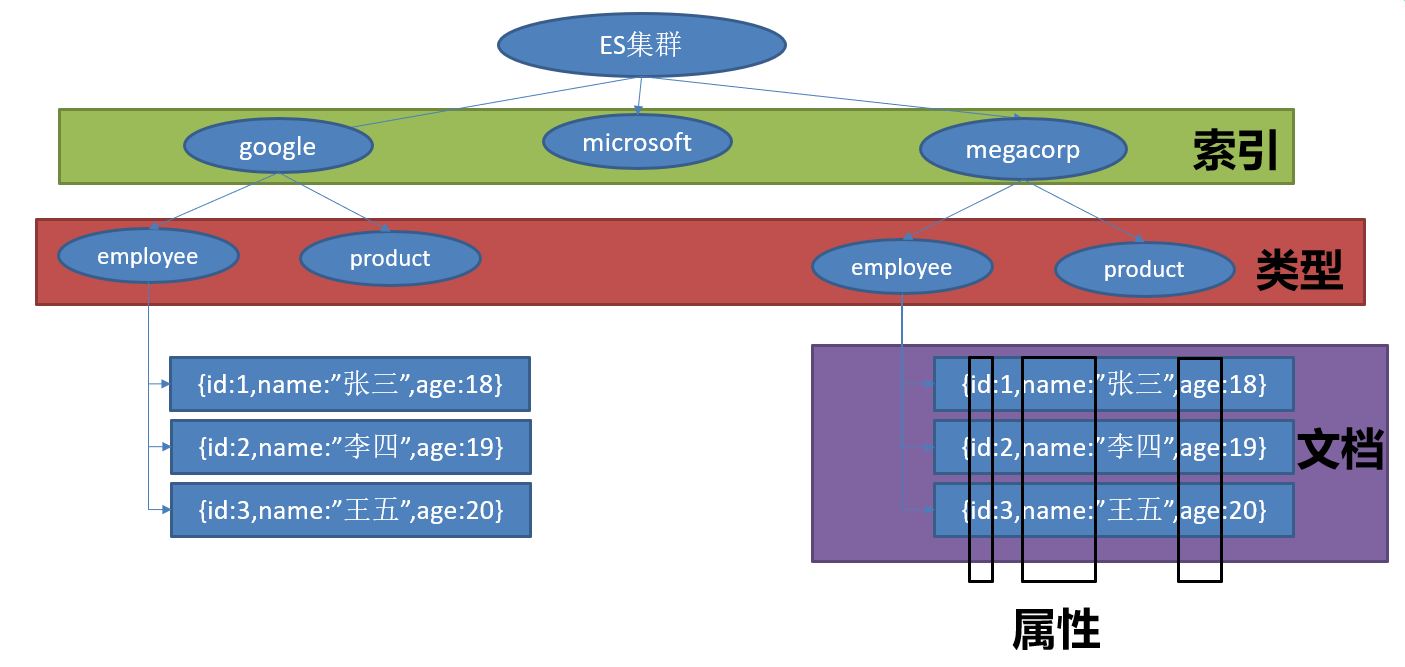 ES集群
google
microsoft
megacorp
索引
employee
product
employee
product
类型
{id:1,name:”张三”,age:18}
{id:2,name:”李四”,age:19}
{id:3,name:”王五”,age:20}
{id:1,name:”张三”,age:18}
{id:2,name:”李四”,age:19}
{id:3,name:”王五”,age:20}
文档
属性